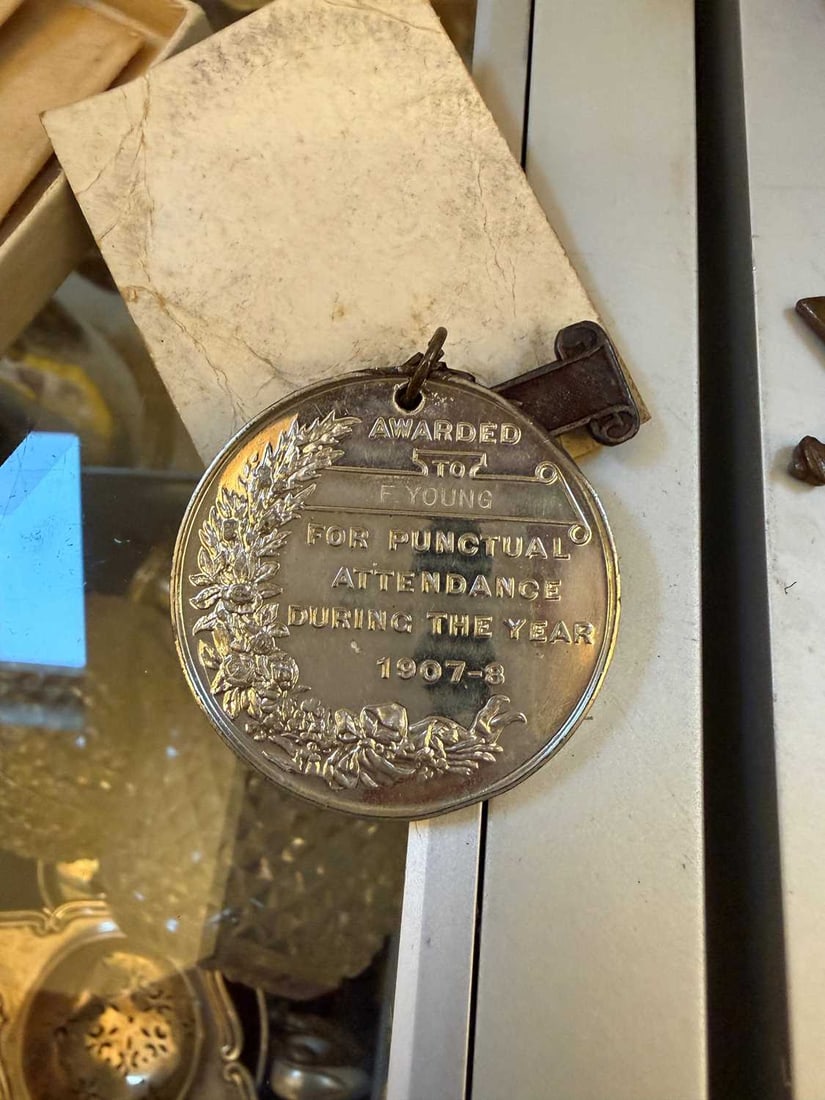 AWARDED
TO
F. YOUNG
FOR PUNCTUAL
ATTENDANCE
DURING THE YEAR
1907-8